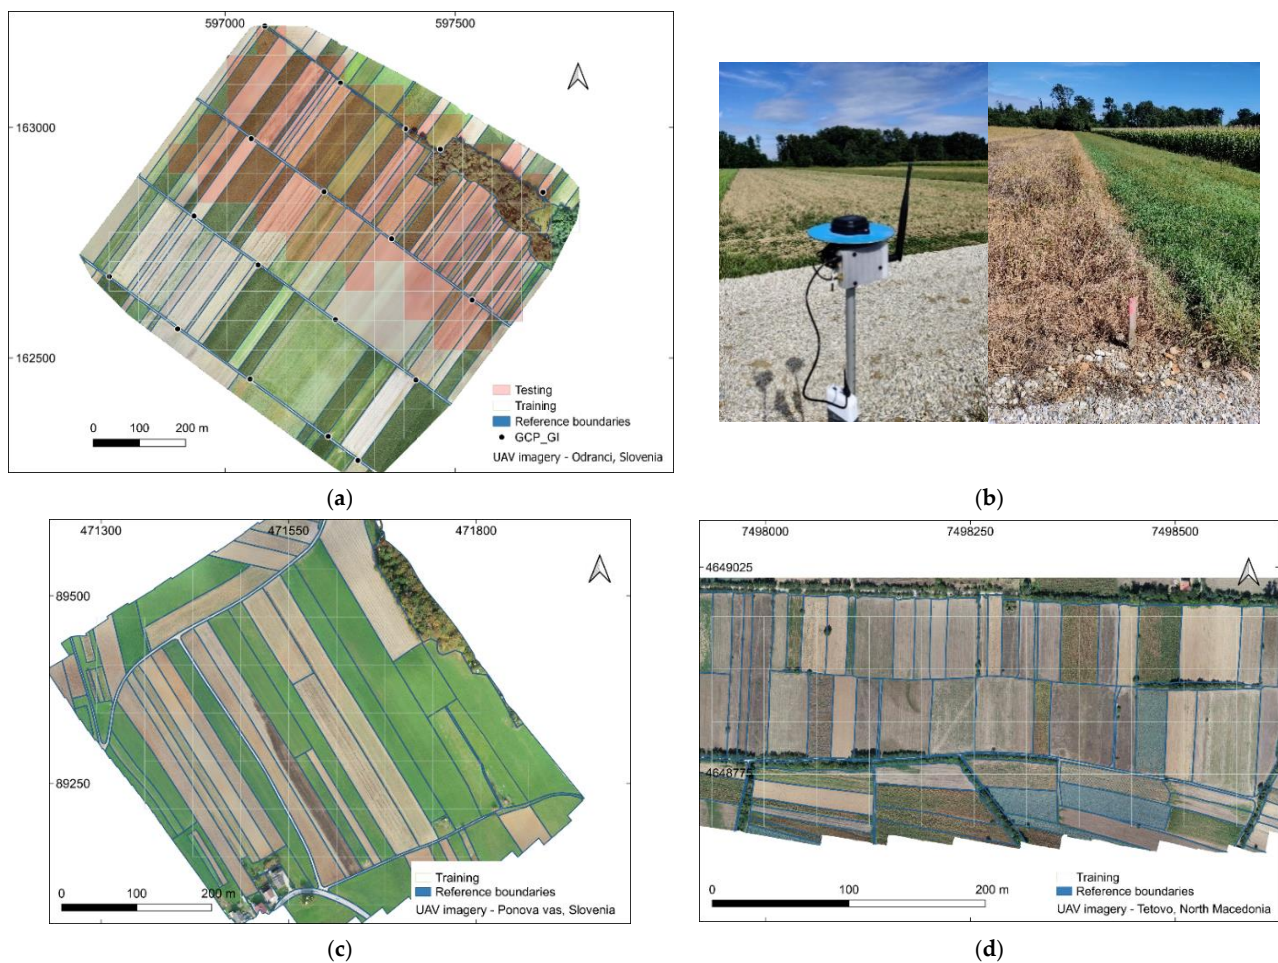 597000 597500
163000
162500
Testing
Training
Reference boundaries
GCP_GI
0 100 200 m
UAV imagery - Odranci, Slovenia
(a)
(b)
471300 471550 471800
89500
89250
Training
0 100 200 m
Reference boundaries
UAV imagery - Ponova vas, Slovenia
(c)
7498000 7498250 7498500
4649025
4648775
Training
0 100 200 m
Reference boundaries
UAV imagery - Tetovo, North Macedonia
(d)